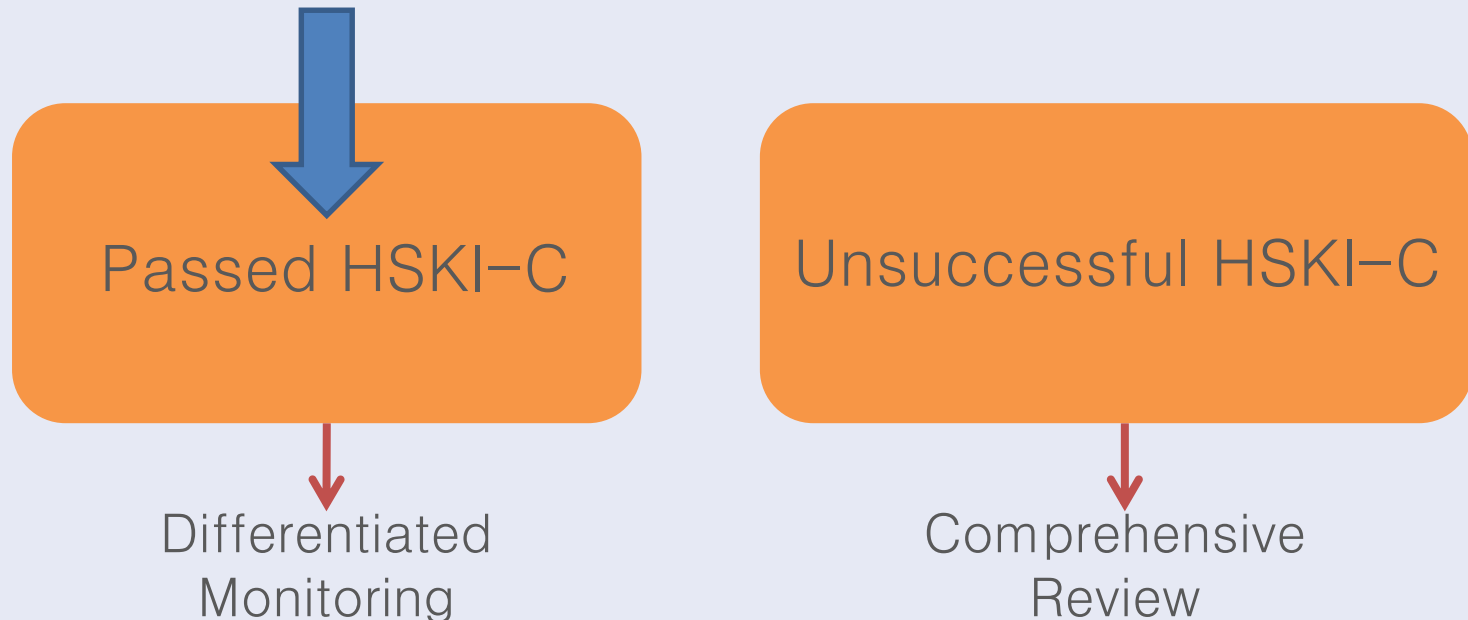 Passed HSKI-C
Unsuccessful HSKI-C
Differentiated
Monitoring
Comprehensive
Review